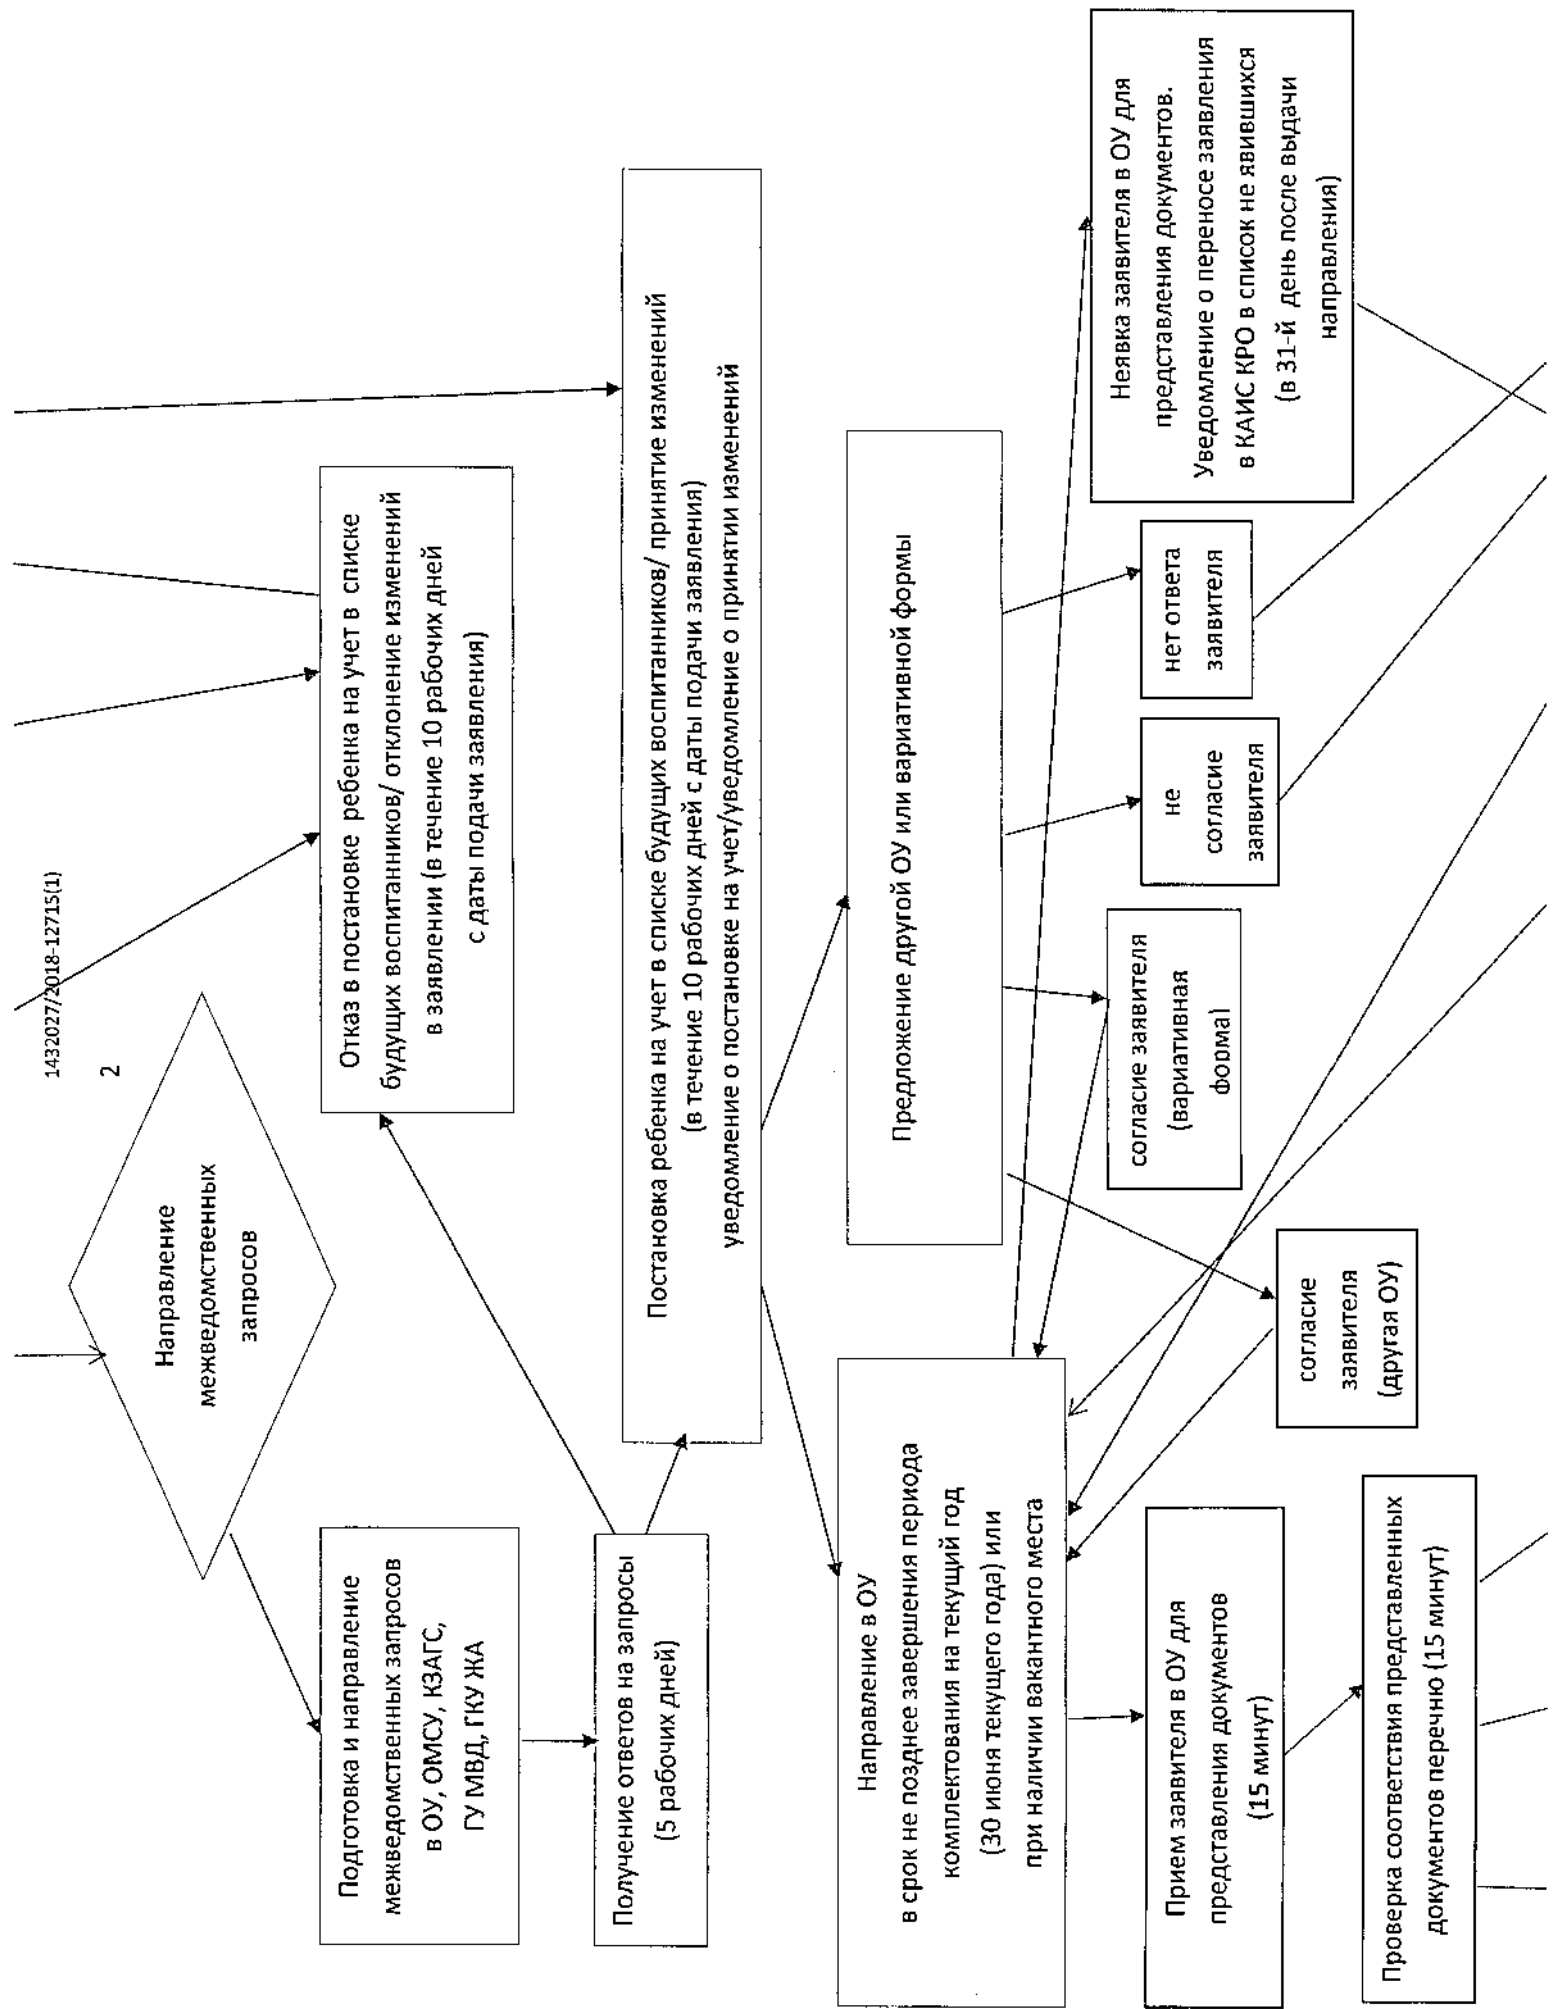 1432027/2018-12715(1)
2
Направление
межведомственных
запросов
Подготовка и направление
межведомственных запросов
в ОУ, ОМСУ, КЗАГС,
ГУ МВД, ГКУ ЖА
Отказ в постановке ребенка на учет в списке
будущих воспитанников/ отклонение изменений
в заявлении (в течение 10 рабочих дней
с даты подачи заявления)
Получение ответов на запросы
(5 рабочих дней)
Постановка ребенка на учет в списке будущих воспитанников/ принятие изменений
(в течение 10 рабочих дней с даты подачи заявления)
уведомление о постановке на учет/уведомление о принятии изменений
Направление в ОУ
в срок не позднее завершения периода
комплектования на текущий год
(30 июня текущего года) или
при наличии вакантного места
Предложение другой ОУ или вариативной формы
Прием заявителя в ОУ для
представления документов
(15 минут)
согласие
заявителя
(другая ОУ)
согласие заявителя
(вариативная
форма)
не
согласие
заявителя
нет ответа
заявителя
Неявка заявителя в ОУ для
представления документов.
Уведомление о переносе заявления
в КАИС КРО в список не явившихся
(в 31-й день после выдачи
направления)
Проверка соответствия представленных
документов перечню (15 минут)